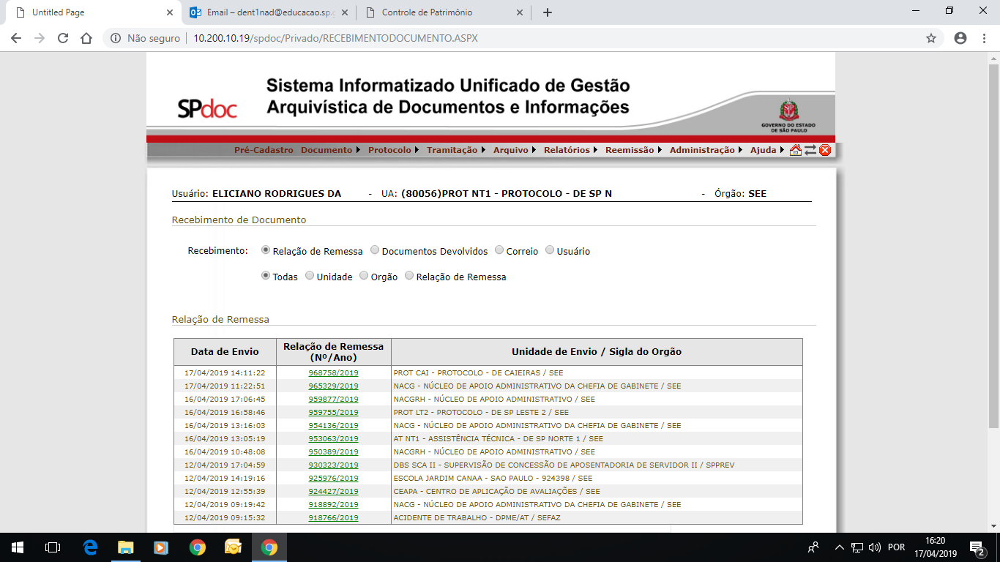 Untitled Page
Email – dent1nad@educacao.sp.g
Controle de Patrimônio
Não seguro
10.200.10.19/spdoc/Privado/RECEBIMENTODOCUMENTO.ASPX
SPdoc
Sistema Informatizado Unificado de Gestão
Arquivística de Documentos e Informações
GOVERNO DO ESTADO
DE SÃO PAULO
Pré-Cadastro Documento Protocolo Tramitação Arquivo Relatórios Reemissão Administração Ajuda
Usuário: ELICIANO RODRIGUES DA - UA: (80056)PROT NT1 - PROTOCOLO - DE SP N - Órgão: SEE
Recebimento de Documento
Recebimento: Relação de Remessa Documentos Devolvidos Correio Usuário
Todas Unidade Orgão Relação de Remessa
Relação de Remessa
Data de Envio Relação de Remessa (Nº/Ano) Unidade de Envio / Sigla do Orgão
17/04/2019 14:11:22 968758/2019 PROT CAI - PROTOCOLO - DE CAIEIRAS / SEE
17/04/2019 11:22:51 965329/2019 NACG - NÚCLEO DE APOIO ADMINISTRATIVO DA CHEFIA DE GABINETE / SEE
16/04/2019 17:06:45 959877/2019 NACGRH - NÚCLEO DE APOIO ADMINISTRATIVO / SEE
16/04/2019 16:58:46 959755/2019 PROT LT2 - PROTOCOLO - DE SP LESTE 2 / SEE
16/04/2019 13:16:03 954136/2019 NACG - NÚCLEO DE APOIO ADMINISTRATIVO DA CHEFIA DE GABINETE / SEE
16/04/2019 13:05:19 953063/2019 AT NT1 - ASSISTÊNCIA TÉCNICA - DE SP NORTE 1 / SEE
16/04/2019 10:48:08 950389/2019 NACGRH - NÚCLEO DE APOIO ADMINISTRATIVO / SEE
12/04/2019 17:04:59 930323/2019 DBS SCA II - SUPERVISÃO DE CONCESSÃO DE APOSENTADORIA DE SERVIDOR II / SPPREV
12/04/2019 14:19:16 925976/2019 ESCOLA JARDIM CANAA - SAO PAULO - 924398 / SEE
12/04/2019 12:55:39 924427/2019 CEAPA - CENTRO DE APLICAÇÃO DE AVALIAÇÕES / SEE
12/04/2019 09:19:42 918892/2019 NACG - NÚCLEO DE APOIO ADMINISTRATIVO DA CHEFIA DE GABINETE / SEE
12/04/2019 09:15:32 918766/2019 ACIDENTE DE TRABALHO - DPME/AT / SEFAZ
POR
16:20
17/04/2019
2